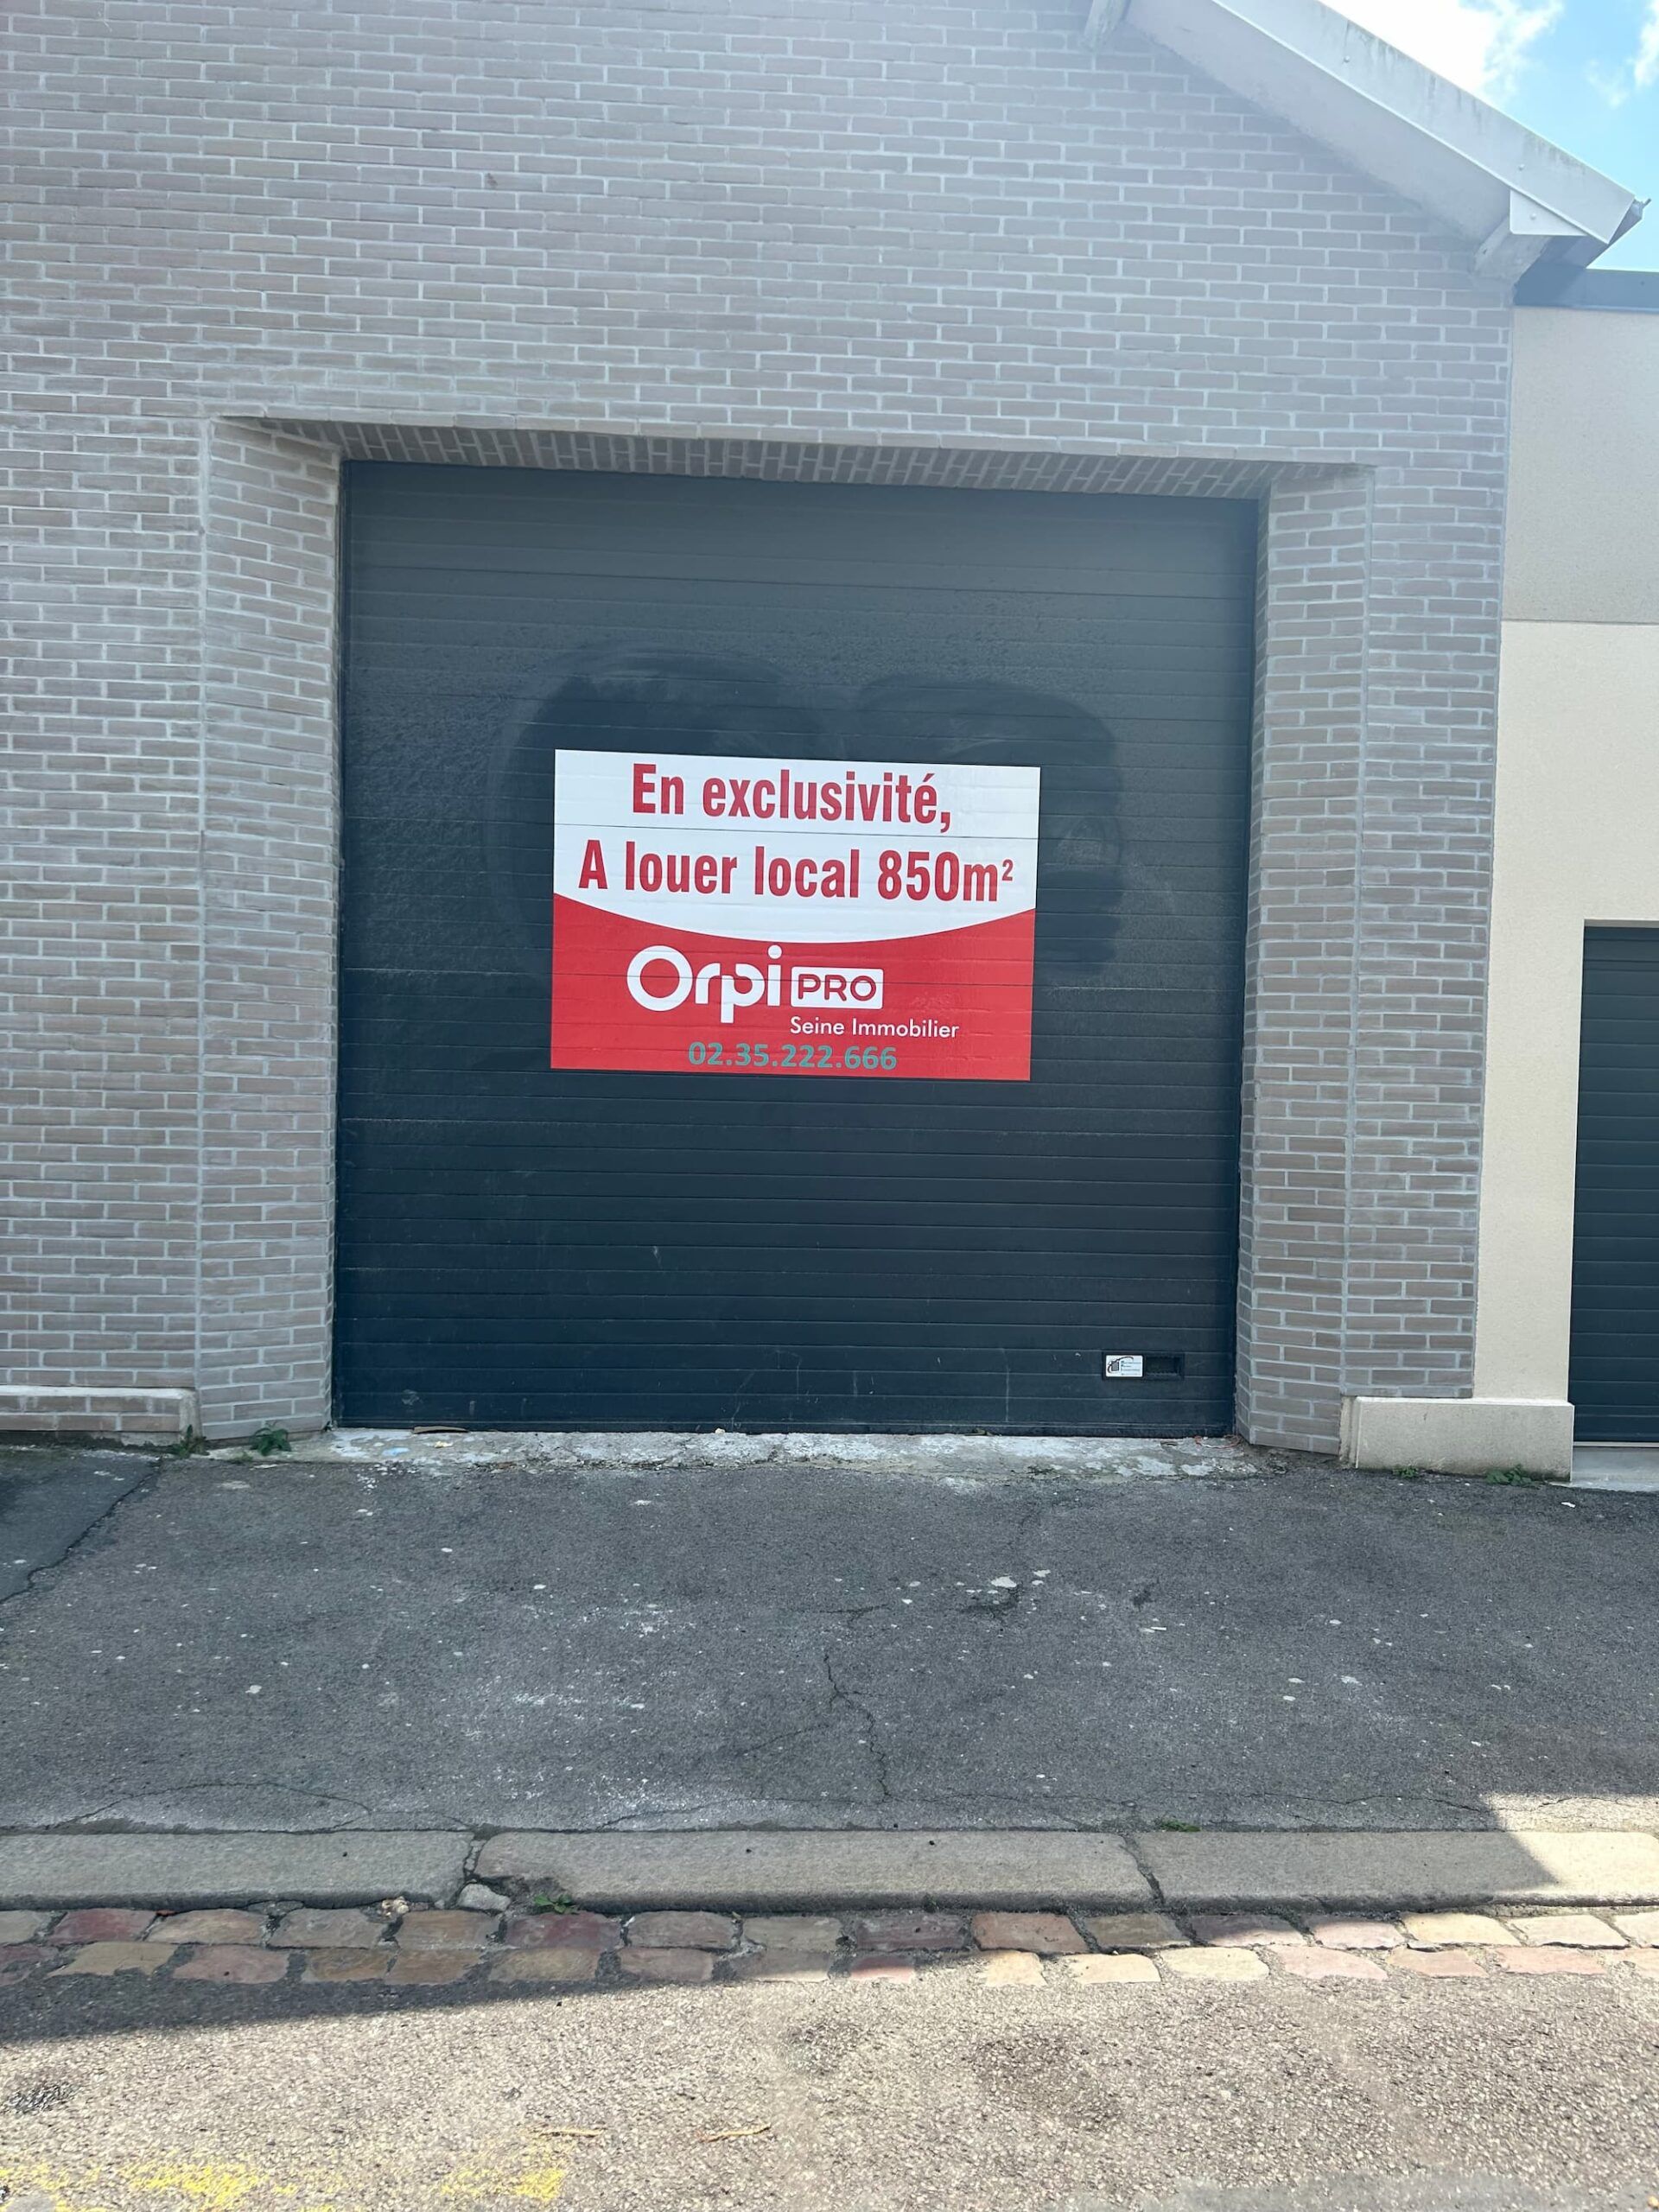 En exclusivité,
A louer local 850m²
Orpi PRO
Seine Immobilier
02.35.222.666